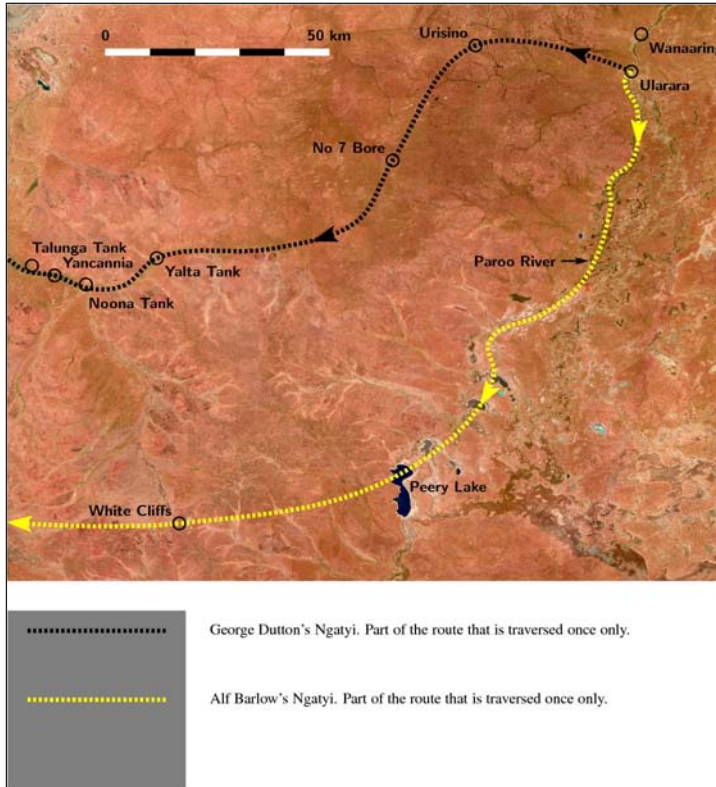 0 50 km
Urisino
Wanaaring
Ularara
No 7 Bore
Talunga Tank
Yancannia
Yalta Tank
Paroo River
Noona Tank
Peery Lake
White Cliffs
George Dutton's Ngatyi. Part of the route that is traversed once only.
Alf Barlow's Ngatyi. Part of the route that is traversed once only.